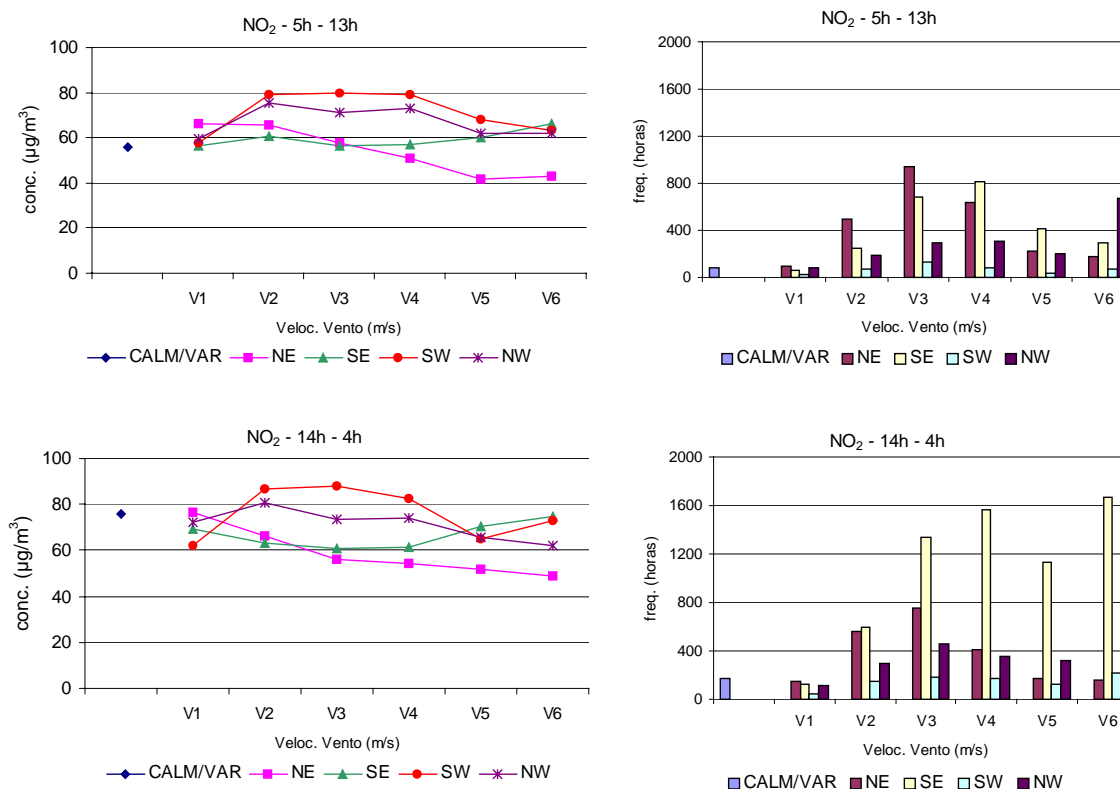 NO2 - 5h - 13h
100
80
60
40
20
0
conc. (µg/m³)
V1 V2 V3 V4 V5 V6
Veloc. Vento (m/s)
CALM/VAR NE SE SW NW
2000
1600
1200
800
400
0
freq. (horas)
V1 V2 V3 V4 V5 V6
Veloc. Vento (m/s)
CALM/VAR NE SE SW NW
NO2 - 14h - 4h
100
80
60
40
20
0
conc. (µg/m³)
V1 V2 V3 V4 V5 V6
Veloc. Vento (m/s)
CALM/VAR NE SE SW NW
NO2 - 14h - 4h
2000
1600
1200
800
400
0
freq. (horas)
V1 V2 V3 V4 V5 V6
Veloc. Vento (m/s)
CALM/VAR NE SE SW NW
NO2 - 5h - 13h